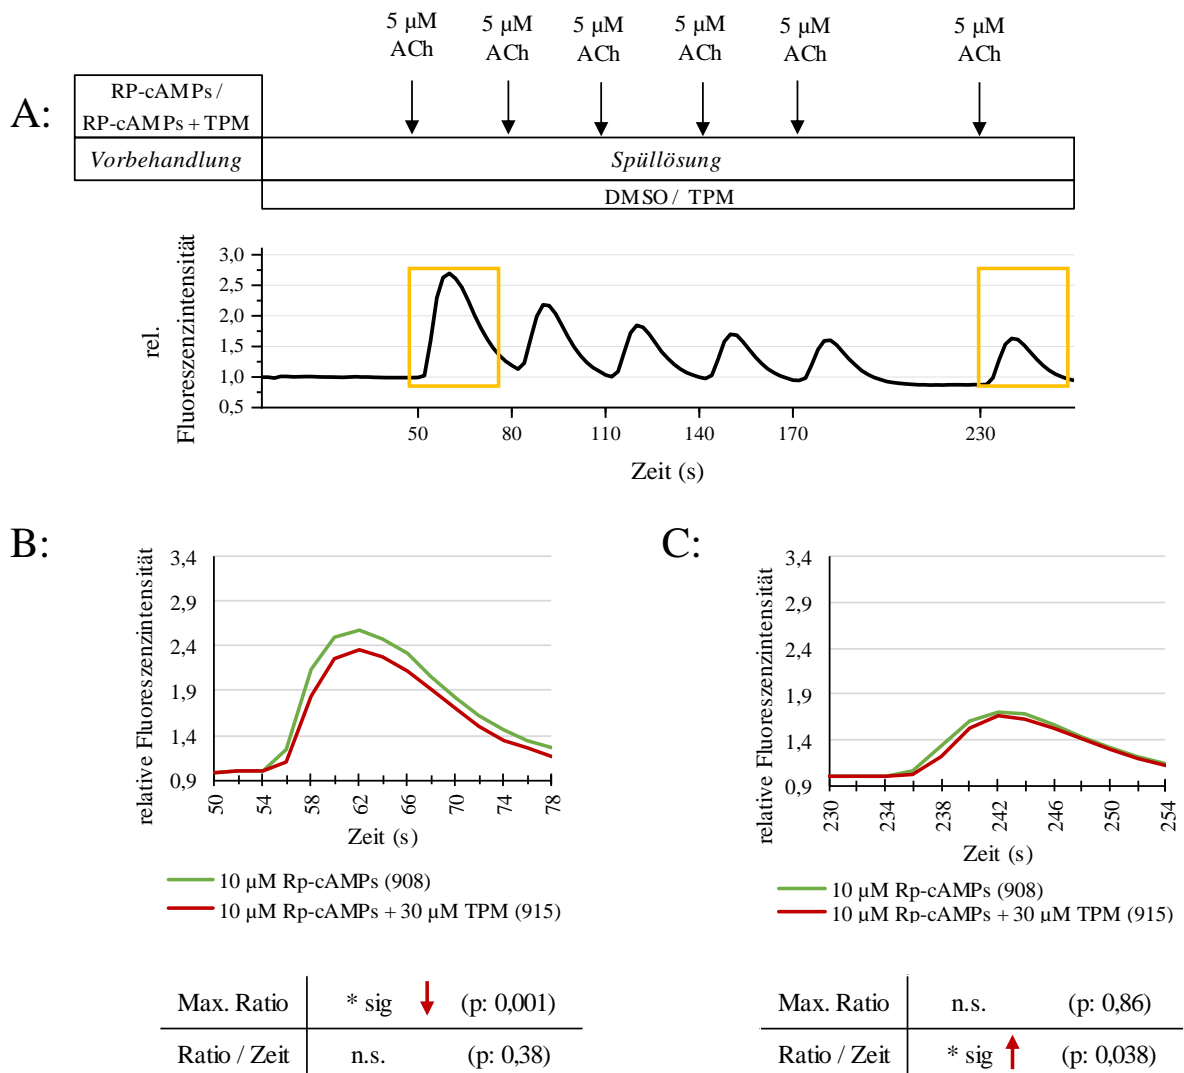 5 µM 5 µM 5 µM 5 µM 5 µM 5 µM
ACh ACh ACh ACh ACh ACh
A:
RP-cAMPs /
RP-cAMPs + TPM
Vorbehandlung Spüllösung
DMSO / TPM
rel.
Fluoreszenzintensität
3,0
2,5
2,0
1,5
1,0
0,5
50 80 110 140 170 230
Zeit (s)
B:
relative Fluoreszenzintensität
3,4
2,9
2,4
1,9
1,4
0,9
50 54 58 62 66 70 74 78
Zeit (s)
10 µM Rp-cAMPs (908)
10 µM Rp-cAMPs + 30 µM TPM (915)
Max. Ratio * sig (p: 0,001)
Ratio / Zeit n.s. (p: 0,38)
C:
relative Fluoreszenzintensität
3,4
2,9
2,4
1,9
1,4
0,9
230 234 238 242 246 250 254
Zeit (s)
10 µM Rp-cAMPs (908)
10 µM Rp-cAMPs + 30 µM TPM (915)
Max. Ratio n.s. (p: 0,86)
Ratio / Zeit * sig (p: 0,038)